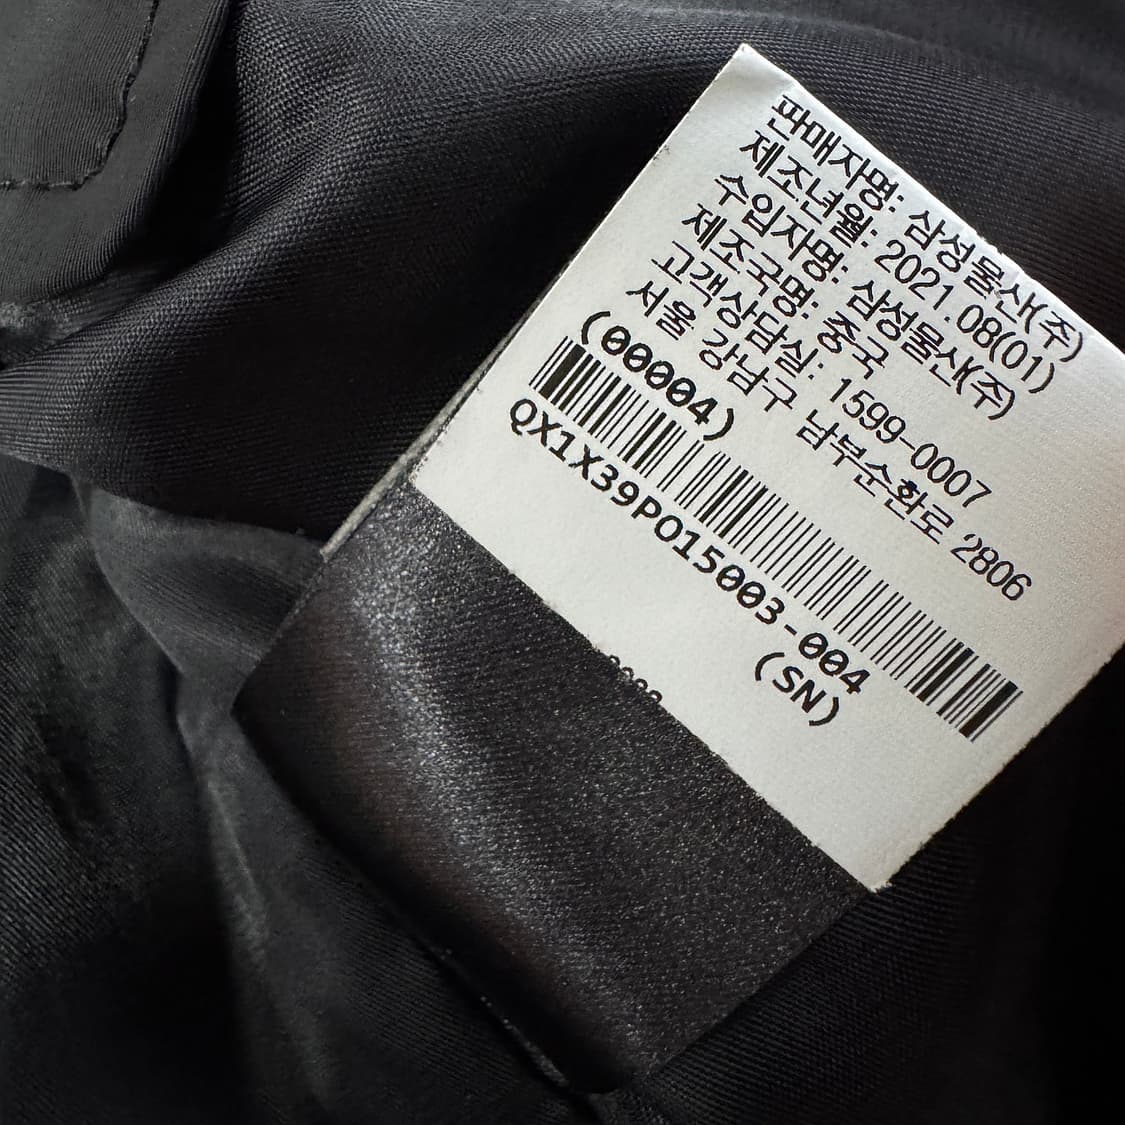 판매자명: 삼성물산(주)
제조년월: 2021.08(01)
수입자명: 삼성물산(주)
제조국명: 중국
고객상담실: 1599-0007
서울 강남구 남부순환로 2806
(00004)
QX1X39PO15003-004
(SN)